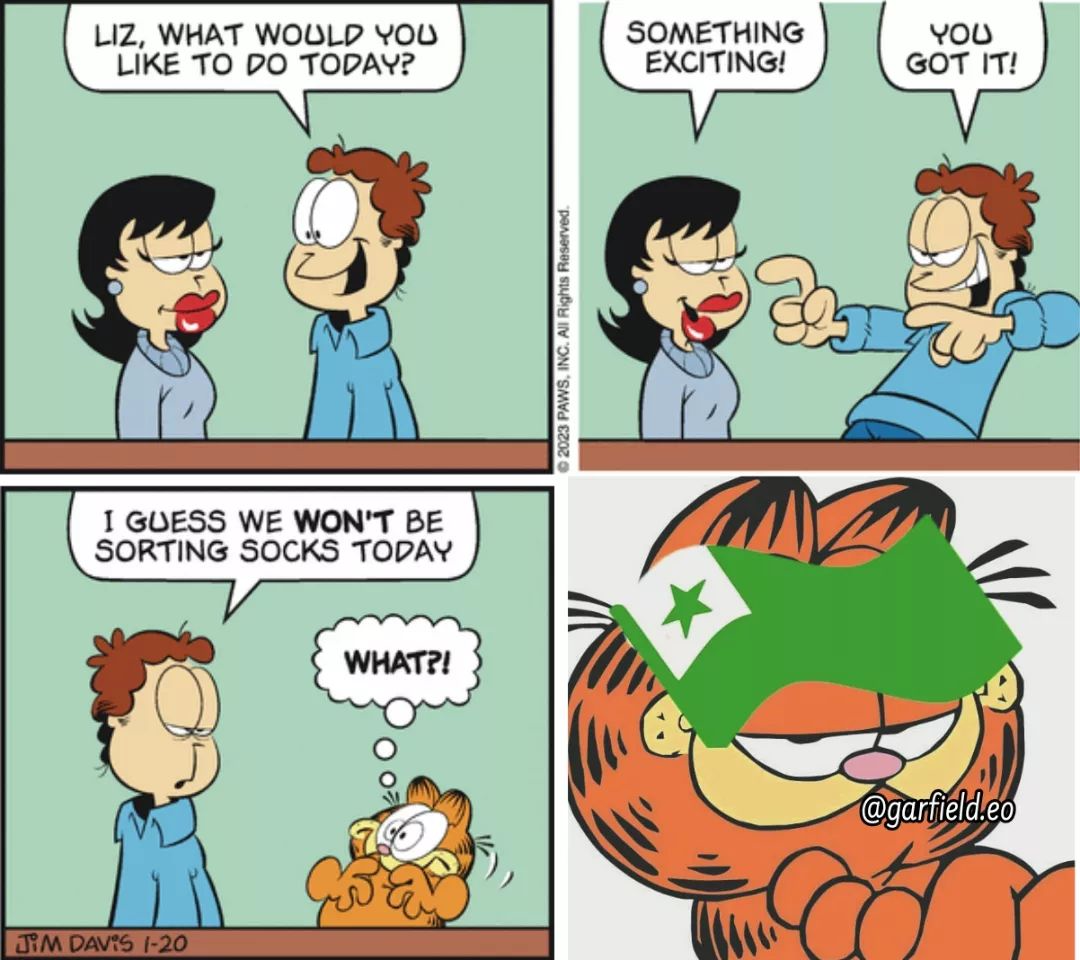 LIZ, WHAT WOULD YOU
LIKE TO DO TODAY?
SOMETHING
EXCITING!
YOU
GOT IT!
© 2023 PAWS, INC. All Rights Reserved.
I GUESS WE WON'T BE
SORTING SOCKS TODAY
WHAT?!
JIM DAVIS 1-20
@garfield.eo